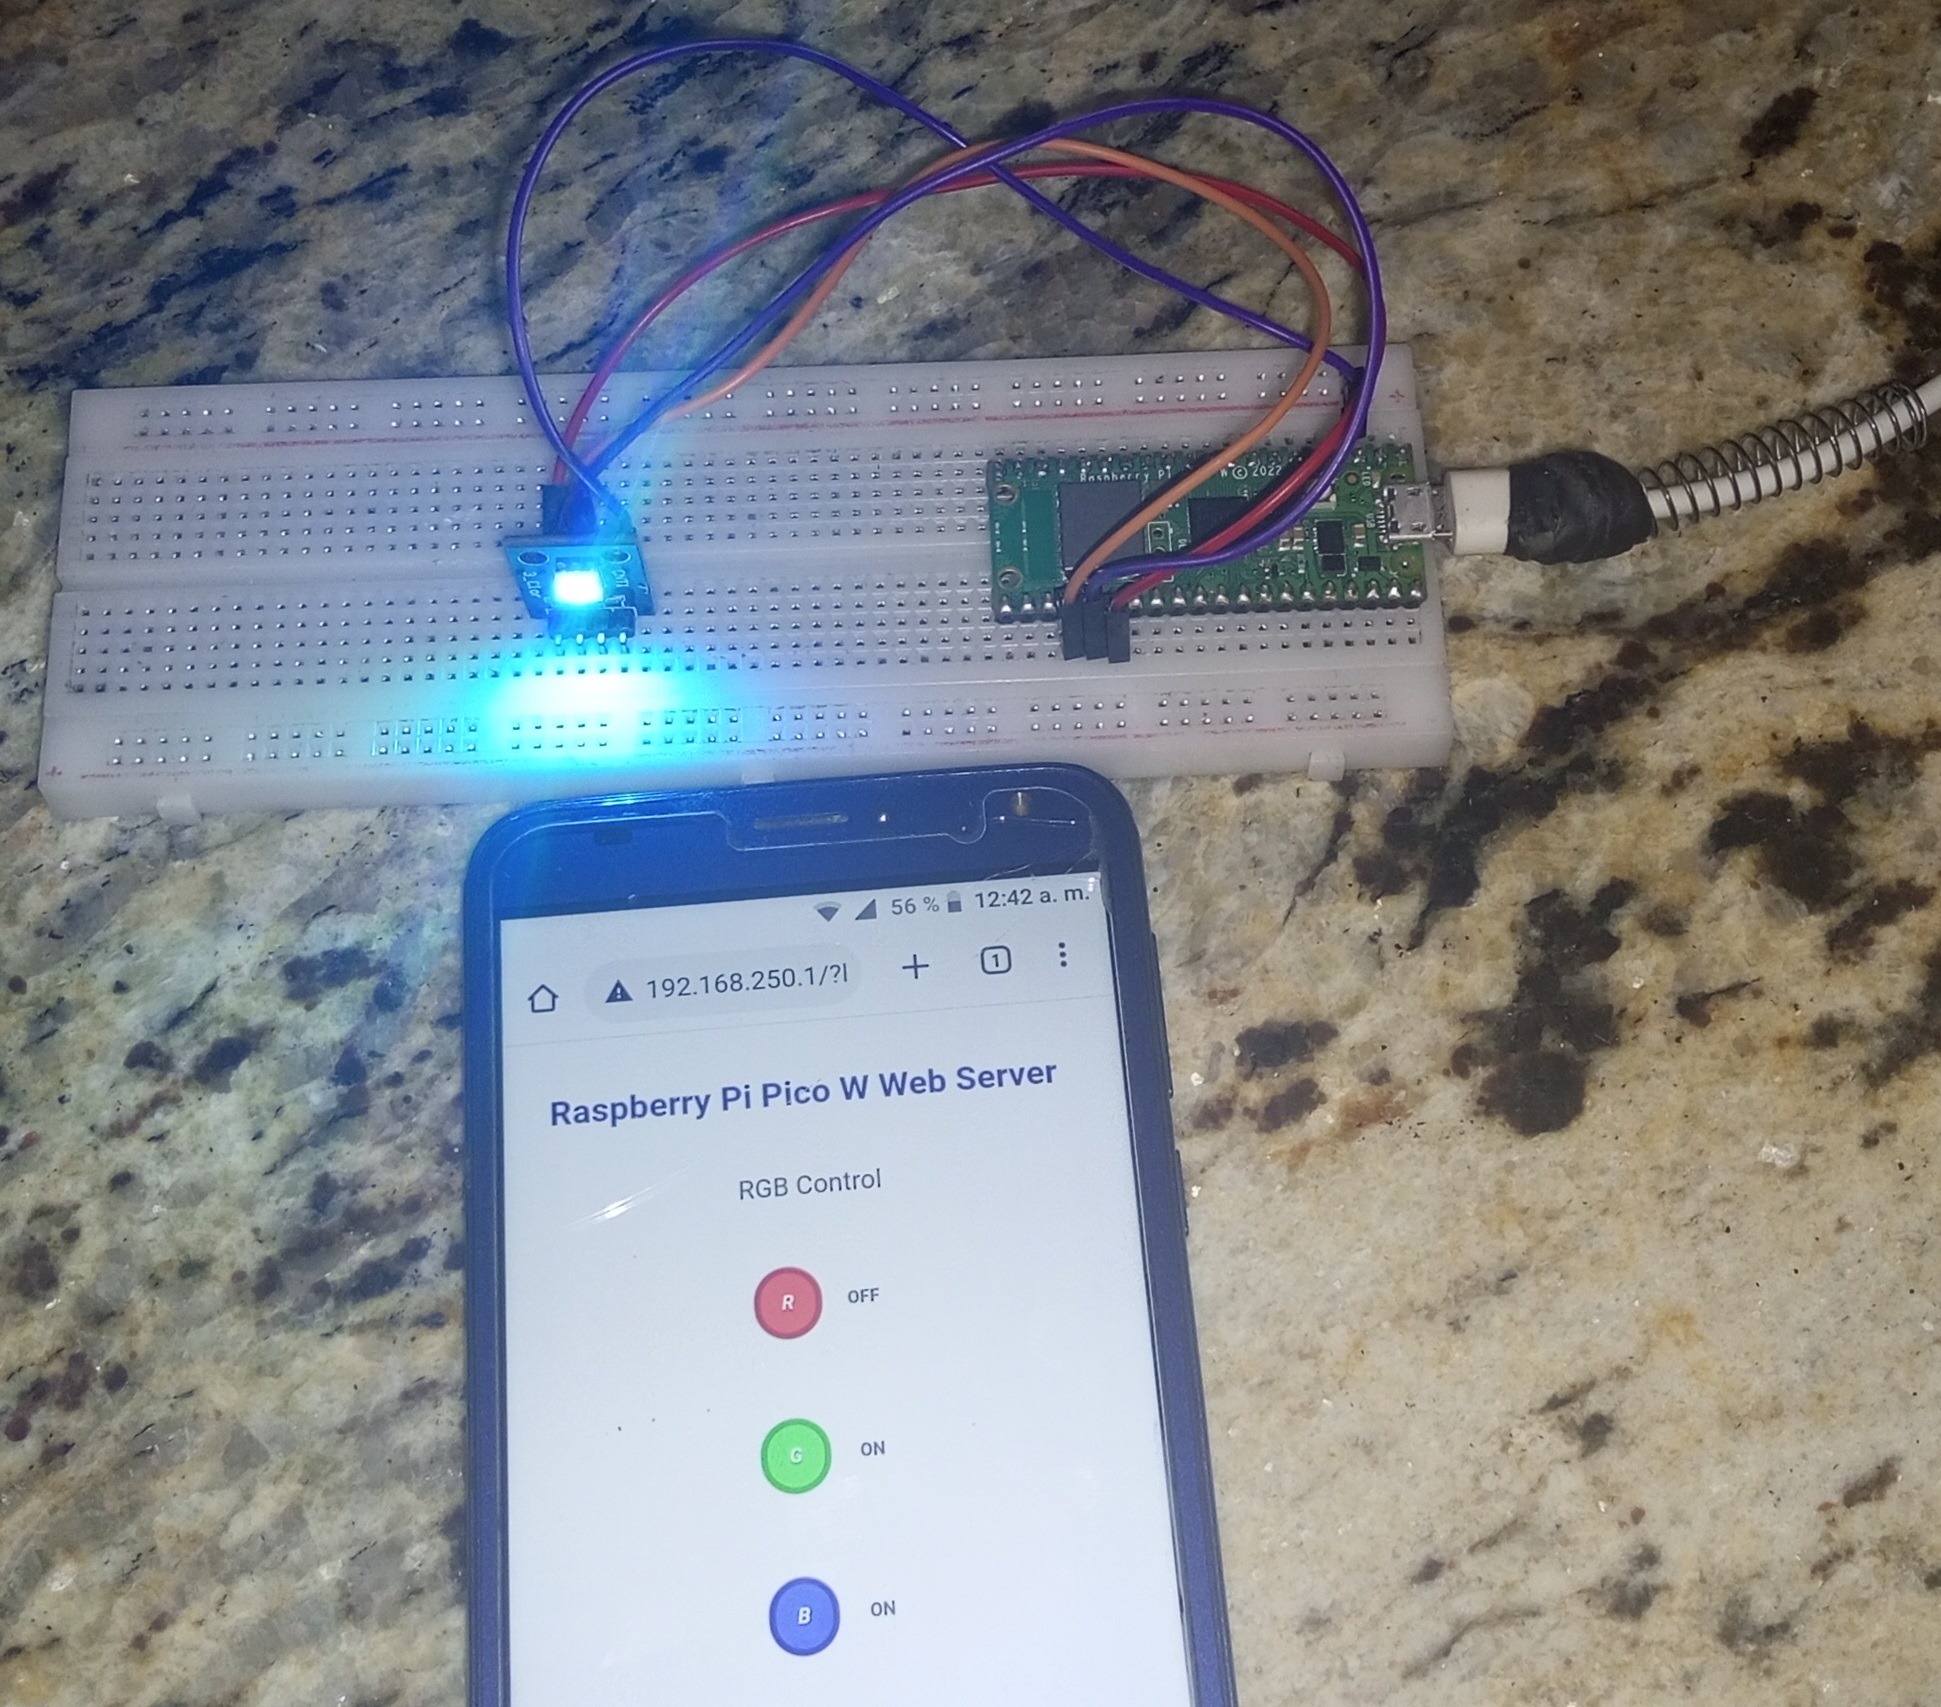 Raspberry Pi
W © 2022
56 % 12:42 a. m.
192.168.250.1/?l
1
Raspberry Pi Pico W Web Server
RGB Control
R OFF
G ON
B ON